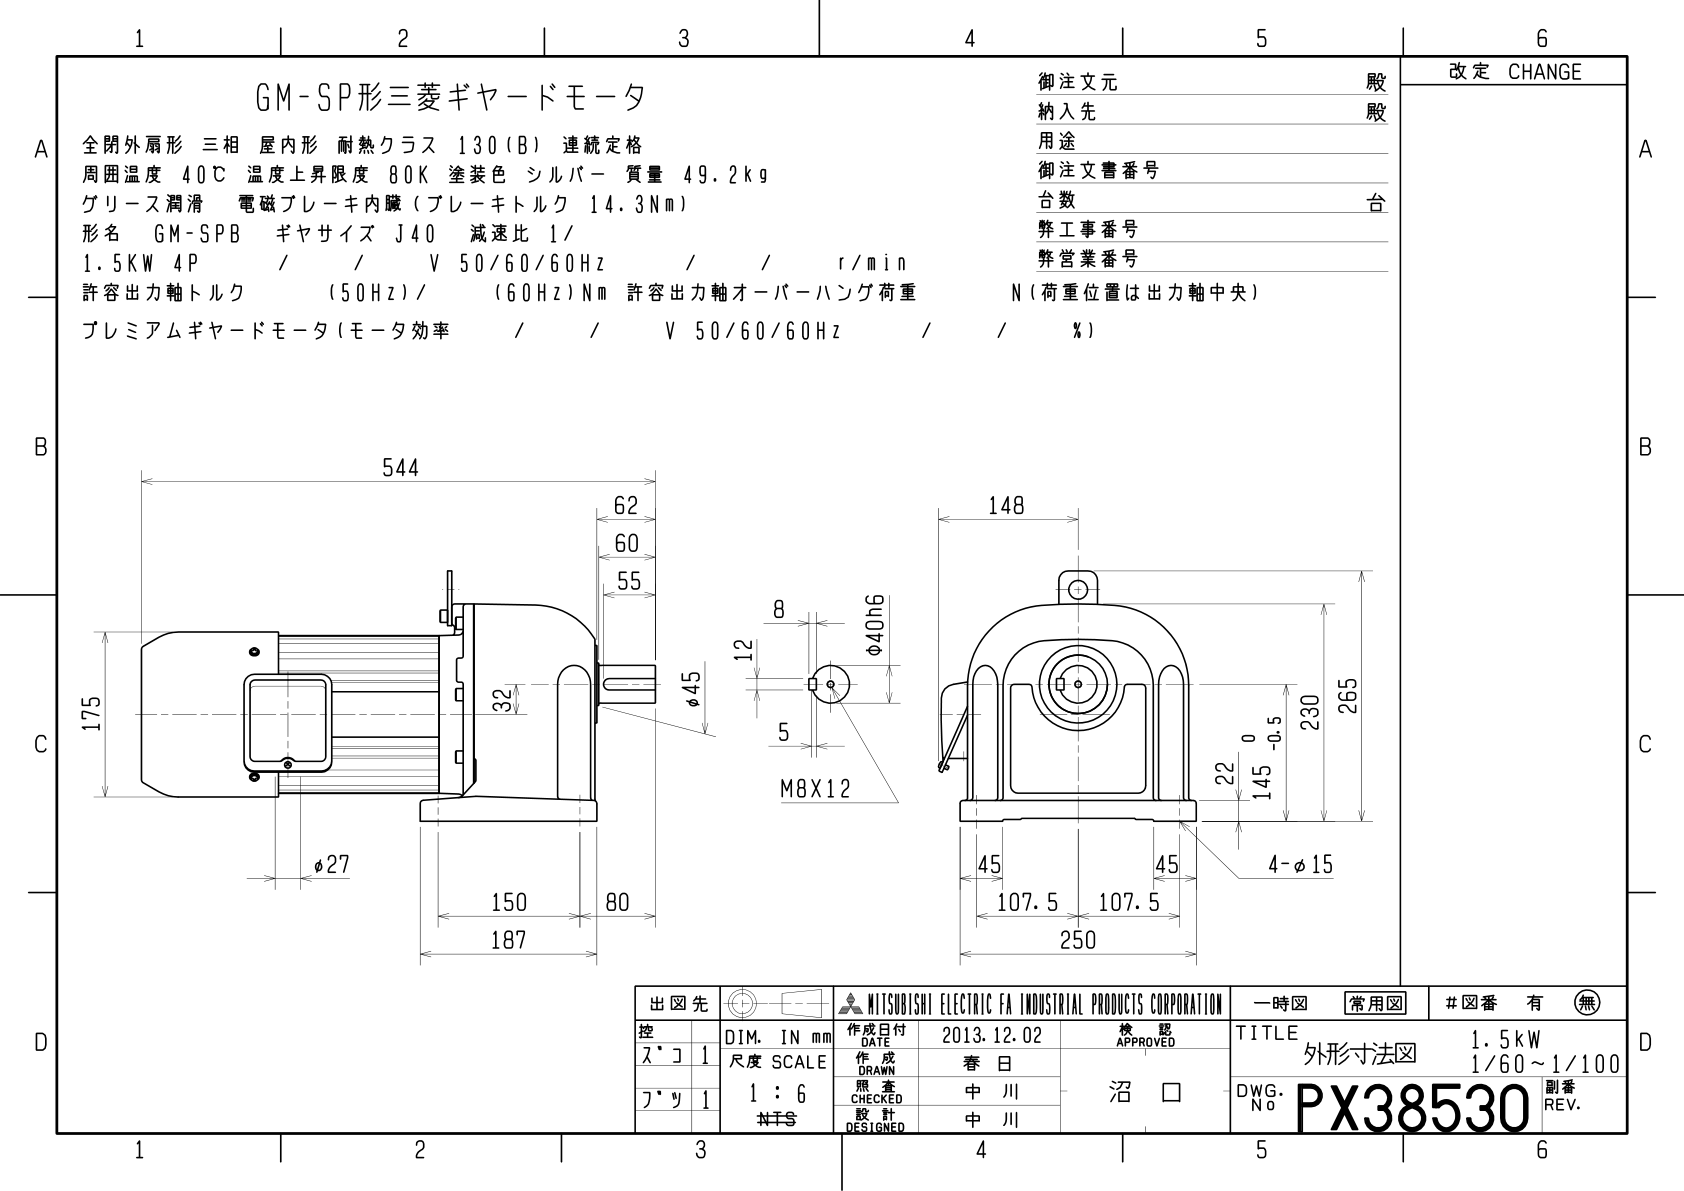 1 2 3 4 5 6
改定 CHANGE
GM-SP形三菱ギヤードモータ
御注文元 殿
納入先 殿
用途
御注文書番号
台数 台
弊工事番号
弊営業番号
A A
全閉外扇形 三相 屋内形 耐熱クラス 130(B) 連続定格
周囲温度 40℃ 温度上昇限度 80K 塗装色 シルバー 質量 49.2kg
グリース潤滑 電磁ブレーキ内臓(ブレーキトルク 14.3Nm)
形名 GM-SPB ギヤサイズ J40 減速比 1/
1.5KW 4P / / V 50/60/60Hz / / r/min
許容出力軸トルク (50Hz)/ (60Hz)Nm 許容出力軸オーバーハング荷重 N(荷重位置は出力軸中央)
プレミアムギヤードモータ(モータ効率 / / V 50/60/60Hz / / %)
B B
544
62
60
55
175
32
φ45
φ27
150 80
187
8
12
5
φ40h6
M8X12
148
265
230
145 0 -0.5
22
45 45
4-φ15
107.5 107.5
250
C C
D D
出図先
控
ズコ 1
プツ 1
DIM. IN mm
尺度 SCALE
1 : 6
NTS
MITSUBISHI ELECTRIC FA INDUSTRIAL PRODUCTS CORPORATION
作成日付 DATE 2013.12.02
作成 DRAWN 春日
照査 CHECKED 中川
設計 DESIGNED 中川
検認 APPROVED
沼口
一時図 常用図 #図番 有 無
TITLE
外形寸法図
1.5kW
1/60~1/100
DWG. No PX38530
副番 REV.
1 2 3 4 5 6